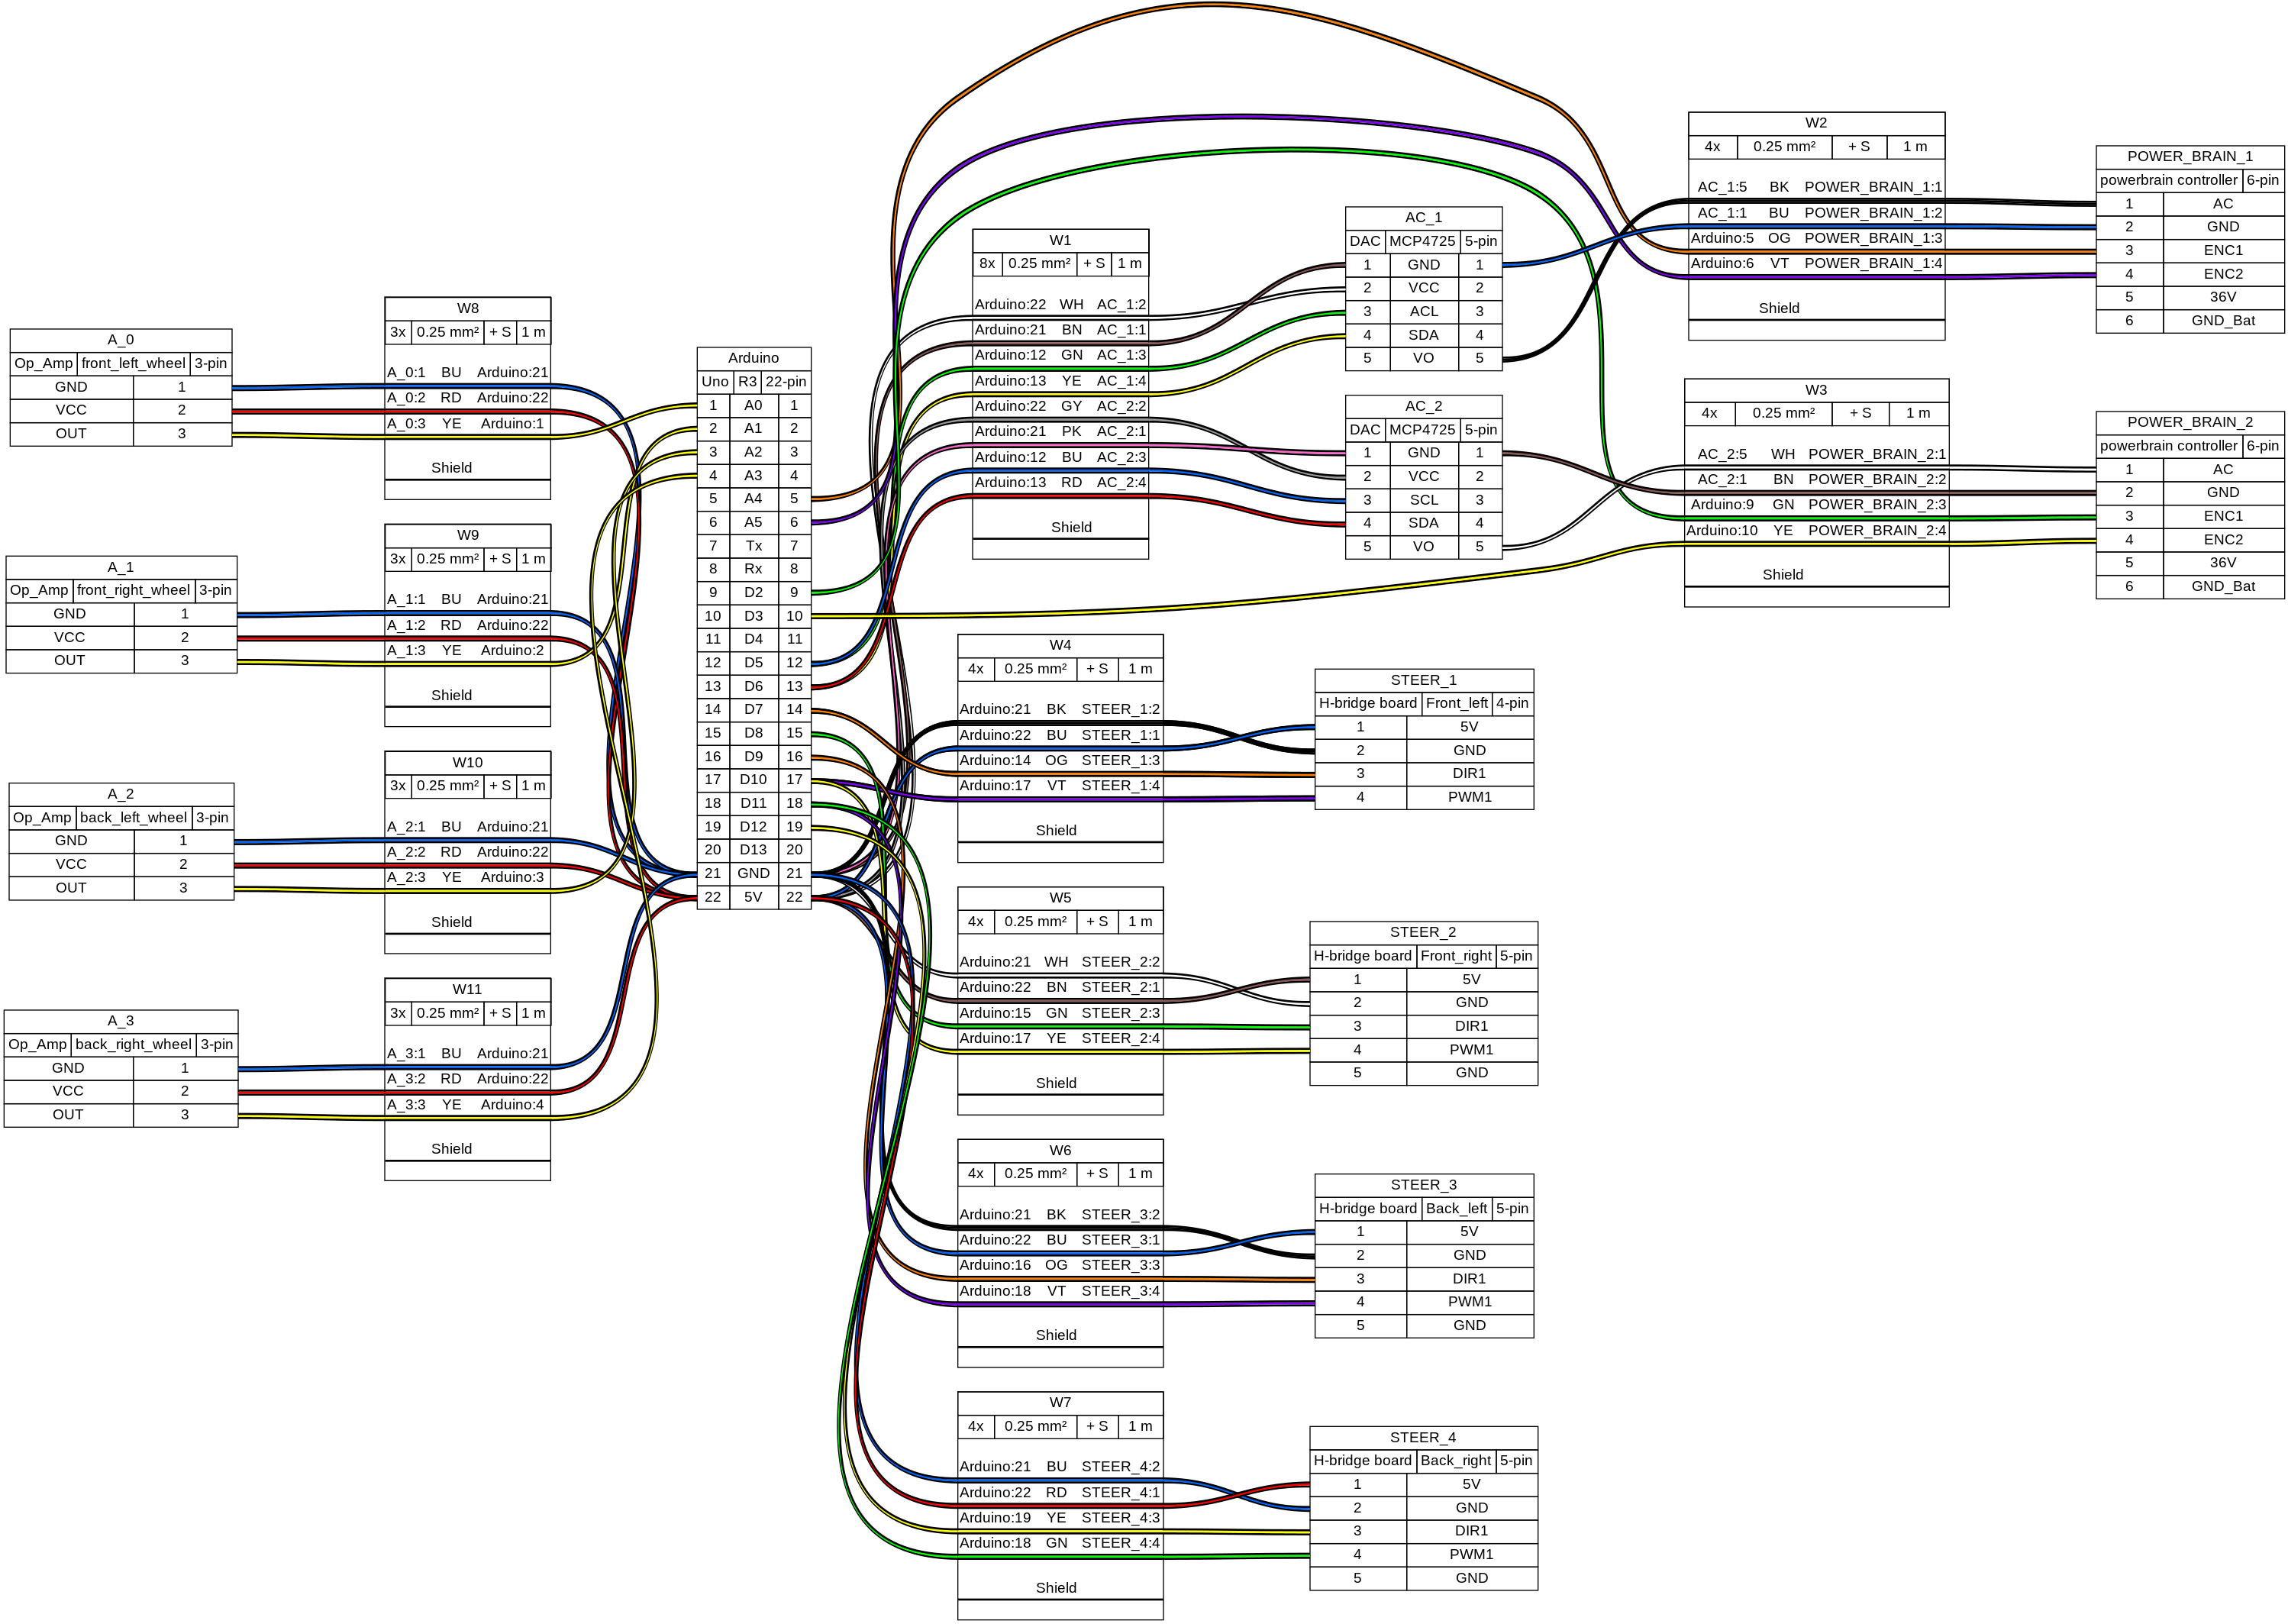 W8
3x 0.25 mm² + S 1 m
A_0:1 BU Arduino:21
A_0:2 RD Arduino:22
A_0:3 YE Arduino:1
Shield
A_0
Op_Amp front_left_wheel 3-pin
GND 1
VCC 2
OUT 3
W9
3x 0.25 mm² + S 1 m
A_1:1 BU Arduino:21
A_1:2 RD Arduino:22
A_1:3 YE Arduino:2
Shield
A_1
Op_Amp front_right_wheel 3-pin
GND 1
VCC 2
OUT 3
W10
3x 0.25 mm² + S 1 m
A_2:1 BU Arduino:21
A_2:2 RD Arduino:22
A_2:3 YE Arduino:3
Shield
A_2
Op_Amp back_left_wheel 3-pin
GND 1
VCC 2
OUT 3
W11
3x 0.25 mm² + S 1 m
A_3:1 BU Arduino:21
A_3:2 RD Arduino:22
A_3:3 YE Arduino:4
Shield
A_3
Op_Amp back_right_wheel 3-pin
GND 1
VCC 2
OUT 3
Arduino
Uno R3 22-pin
1 A0 1
2 A1 2
3 A2 3
4 A3 4
5 A4 5
6 A5 6
7 Tx 7
8 Rx 8
9 D2 9
10 D3 10
11 D4 11
12 D5 12
13 D6 13
14 D7 14
15 D8 15
16 D9 16
17 D10 17
18 D11 18
19 D12 19
20 D13 20
21 GND 21
22 5V 22
W1
8x 0.25 mm² + S 1 m
Arduino:22 WH AC_1:2
Arduino:21 BN AC_1:1
Arduino:12 GN AC_1:3
Arduino:13 YE AC_1:4
Arduino:22 GY AC_2:2
Arduino:21 PK AC_2:1
Arduino:12 BU AC_2:3
Arduino:13 RD AC_2:4
Shield
AC_1
DAC MCP4725 5-pin
1 GND 1
2 VCC 2
3 ACL 3
4 SDA 4
5 VO 5
AC_2
DAC MCP4725 5-pin
1 GND 1
2 VCC 2
3 SCL 3
4 SDA 4
5 VO 5
W2
4x 0.25 mm² + S 1 m
AC_1:5 BK POWER_BRAIN_1:1
AC_1:1 BU POWER_BRAIN_1:2
Arduino:5 OG POWER_BRAIN_1:3
Arduino:6 VT POWER_BRAIN_1:4
Shield
POWER_BRAIN_1
powerbrain controller 6-pin
1 AC
2 GND
3 ENC1
4 ENC2
5 36V
6 GND_Bat
W3
4x 0.25 mm² + S 1 m
AC_2:5 WH POWER_BRAIN_2:1
AC_2:1 BN POWER_BRAIN_2:2
Arduino:9 GN POWER_BRAIN_2:3
Arduino:10 YE POWER_BRAIN_2:4
Shield
POWER_BRAIN_2
powerbrain controller 6-pin
1 AC
2 GND
3 ENC1
4 ENC2
5 36V
6 GND_Bat
W4
4x 0.25 mm² + S 1 m
Arduino:21 BK STEER_1:2
Arduino:22 BU STEER_1:1
Arduino:14 OG STEER_1:3
Arduino:17 VT STEER_1:4
Shield
STEER_1
H-bridge board Front_left 4-pin
1 5V
2 GND
3 DIR1
4 PWM1
W5
4x 0.25 mm² + S 1 m
Arduino:21 WH STEER_2:2
Arduino:22 BN STEER_2:1
Arduino:15 GN STEER_2:3
Arduino:17 YE STEER_2:4
Shield
STEER_2
H-bridge board Front_right 5-pin
1 5V
2 GND
3 DIR1
4 PWM1
5 GND
W6
4x 0.25 mm² + S 1 m
Arduino:21 BK STEER_3:2
Arduino:22 BU STEER_3:1
Arduino:16 OG STEER_3:3
Arduino:18 VT STEER_3:4
Shield
STEER_3
H-bridge board Back_left 5-pin
1 5V
2 GND
3 DIR1
4 PWM1
5 GND
W7
4x 0.25 mm² + S 1 m
Arduino:21 BU STEER_4:2
Arduino:22 RD STEER_4:1
Arduino:19 YE STEER_4:3
Arduino:18 GN STEER_4:4
Shield
STEER_4
H-bridge board Back_right 5-pin
1 5V
2 GND
3 DIR1
4 PWM1
5 GND